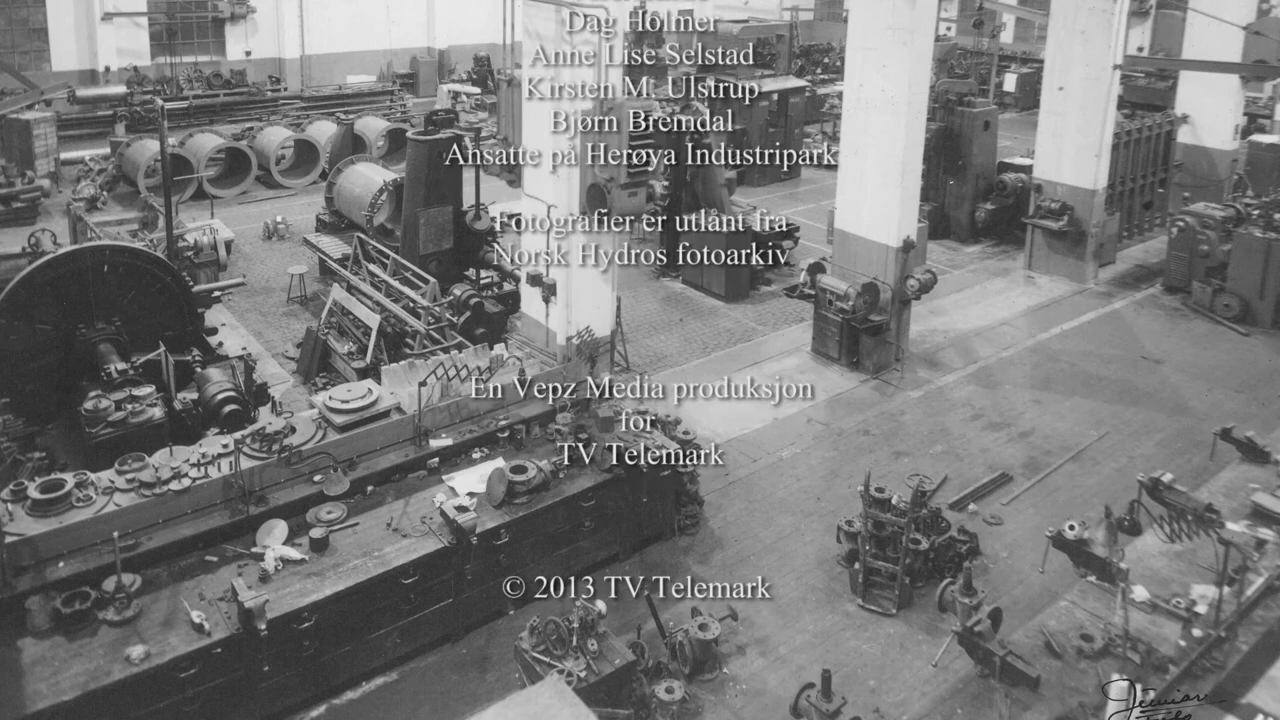 Dag Holmer
Anne Lise Selstad
Kirsten M. Ulstrup
Bjørn Bremdal
Ansatte på Herøya Industripark
Fotografier er utlånt fra
Norsk Hydros fotoarkiv
En Vepz Media produksjon
for
TV Telemark
© 2013 TV Telemark